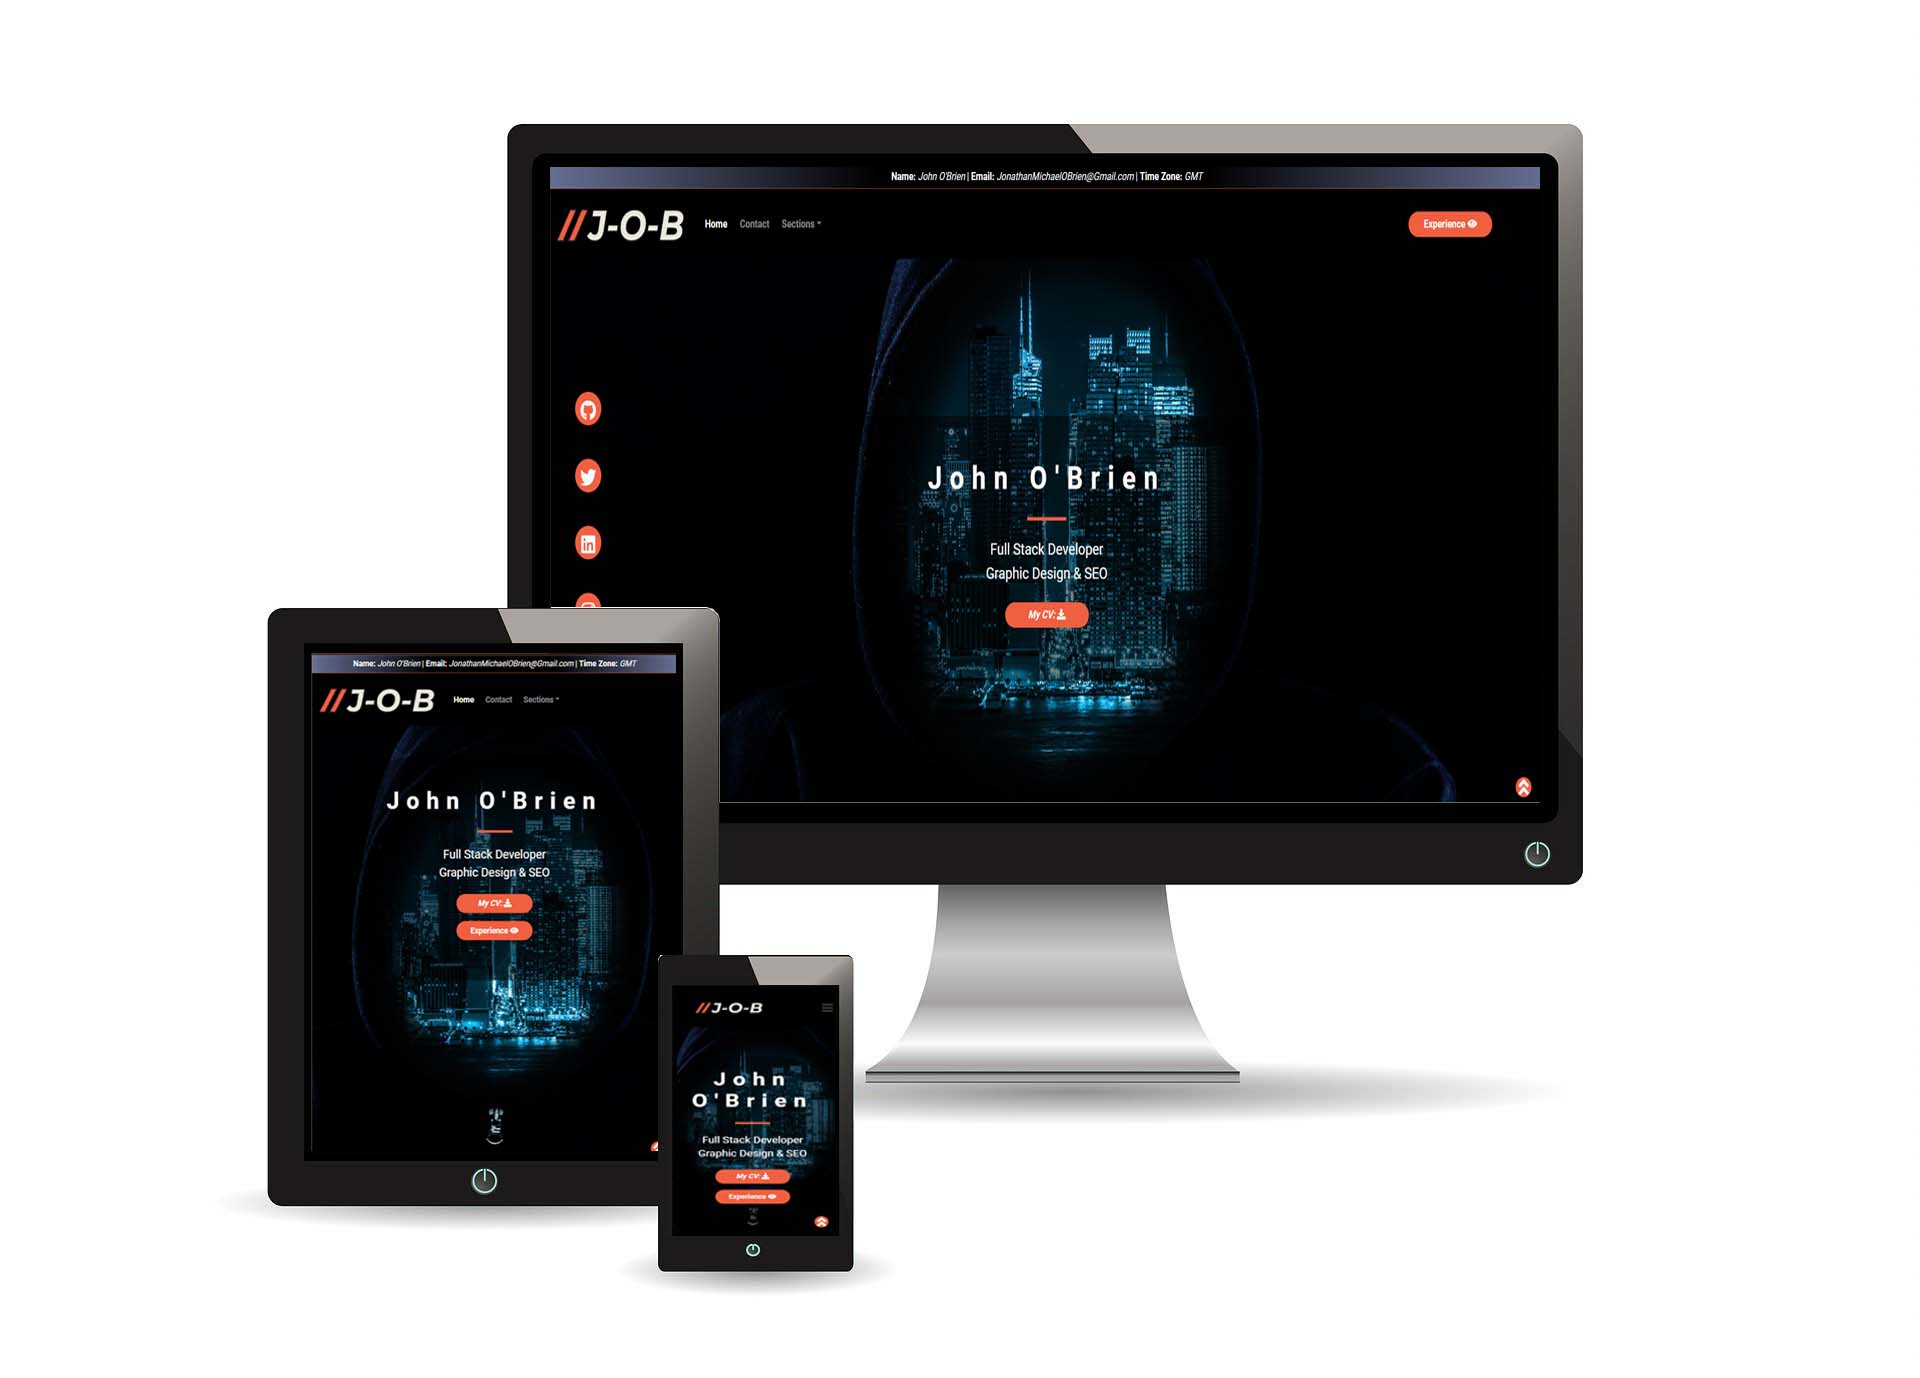 Name: John O'Brien | Email: JonathanMichaelOBrien@Gmail.com | Time Zone: GMT
//J-O-B Home Contact Sections Experience
in
John O'Brien
Full Stack Developer
Graphic Design & SEO
My CV:
Name: John O'Brien | Email: JonathanMichaelOBrien@Gmail.com | Time Zone: GMT
//J-O-B Home Contact Sections
John O'Brien
Full Stack Developer
Graphic Design & SEO
My CV:
Experience
//J-O-B
John
O'Brien
Full Stack Developer
Graphic Design & SEO
My CV:
Experience